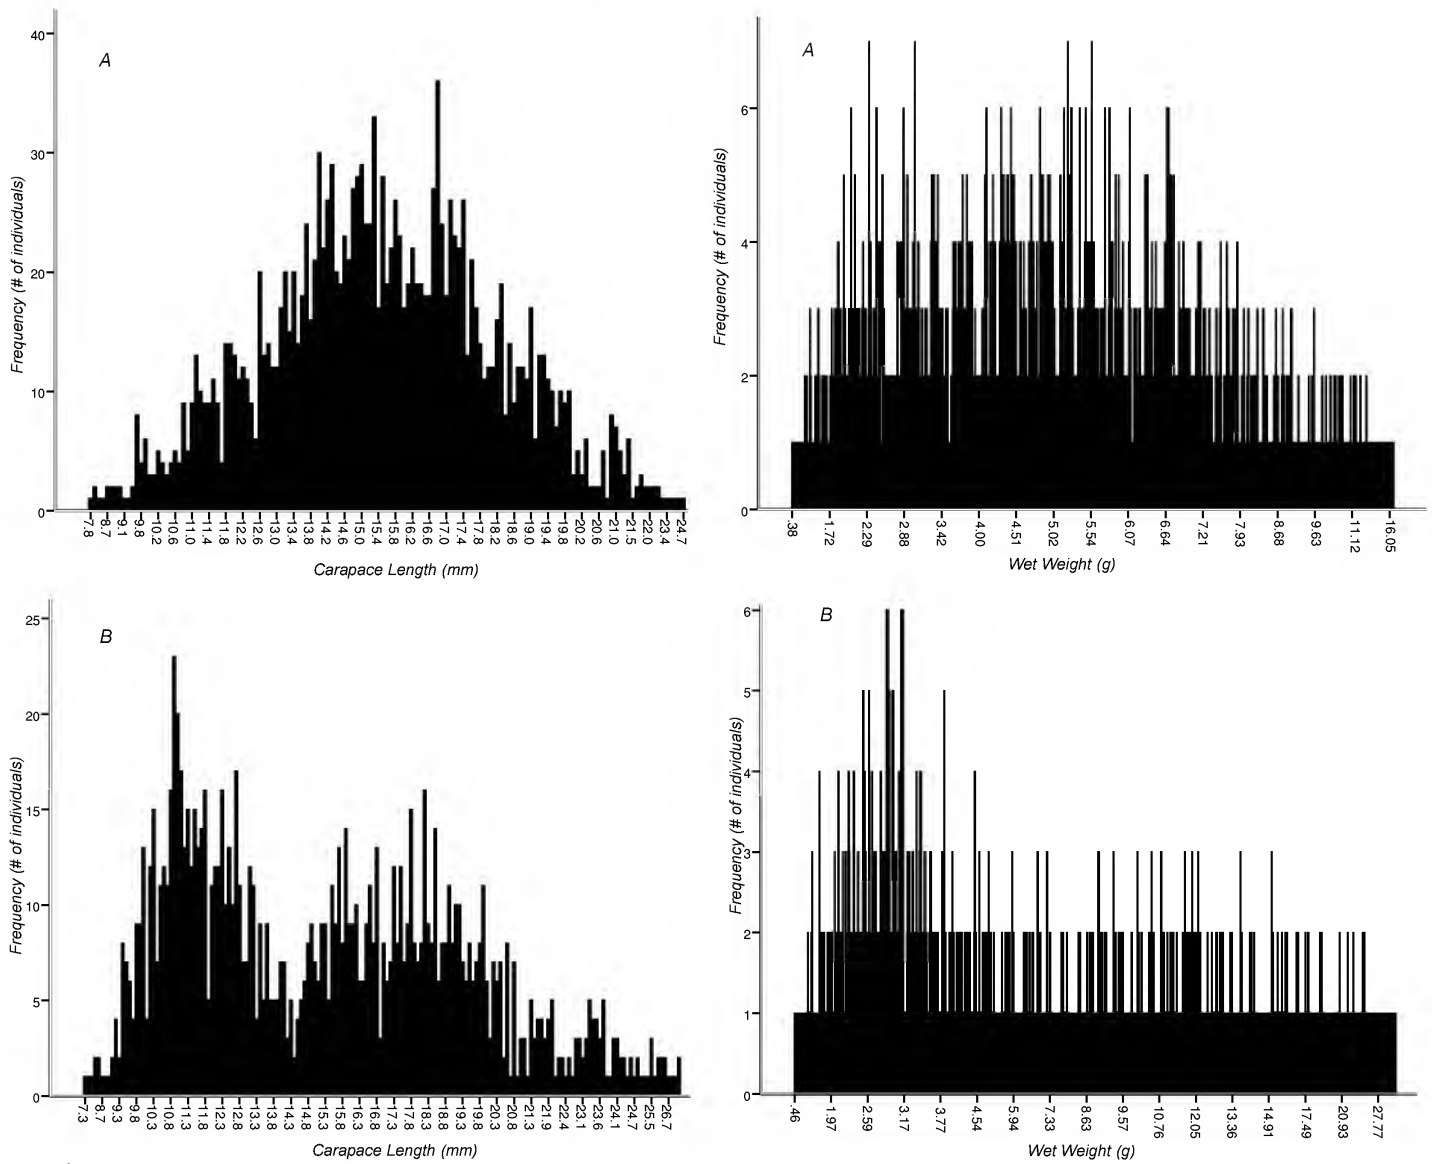 A
Frequency (# of individuals)
40
30
20
10
0
7.8 8.7 9.1 9.8 10.2 10.6 11.0 11.4 11.8 12.2 12.6 13.0 13.4 13.8 14.2 14.6 15.0 15.4 15.8 16.2 16.6 17.0 17.4 17.8 18.2 18.6 19.0 19.4 19.8 20.2 20.6 21.0 21.5 22.0 23.4 24.7
Carapace Length (mm)
A
Frequency (# of individuals)
6
4
2
0
.38 1.72 2.29 2.88 3.42 4.00 4.51 5.02 5.54 6.07 6.64 7.21 7.93 8.68 9.63 11.12 16.05
Wet Weight (g)
B
Frequency (# of individuals)
25
20
15
10
5
0
7.3 8.7 9.3 9.8 10.3 10.8 11.3 11.8 12.3 12.8 13.3 13.8 14.3 14.8 15.3 15.8 16.3 16.8 17.3 17.8 18.3 18.8 19.3 19.8 20.3 20.8 21.3 21.9 22.4 23.1 23.6 24.1 24.7 25.5 26.7
Carapace Length (mm)
B
Frequency (# of individuals)
6
5
4
3
2
1
0
.46 1.97 2.59 3.17 3.77 4.54 5.94 7.33 8.63 9.57 10.76 12.05 13.36 14.91 17.49 20.93 27.77
Wet Weight (g)